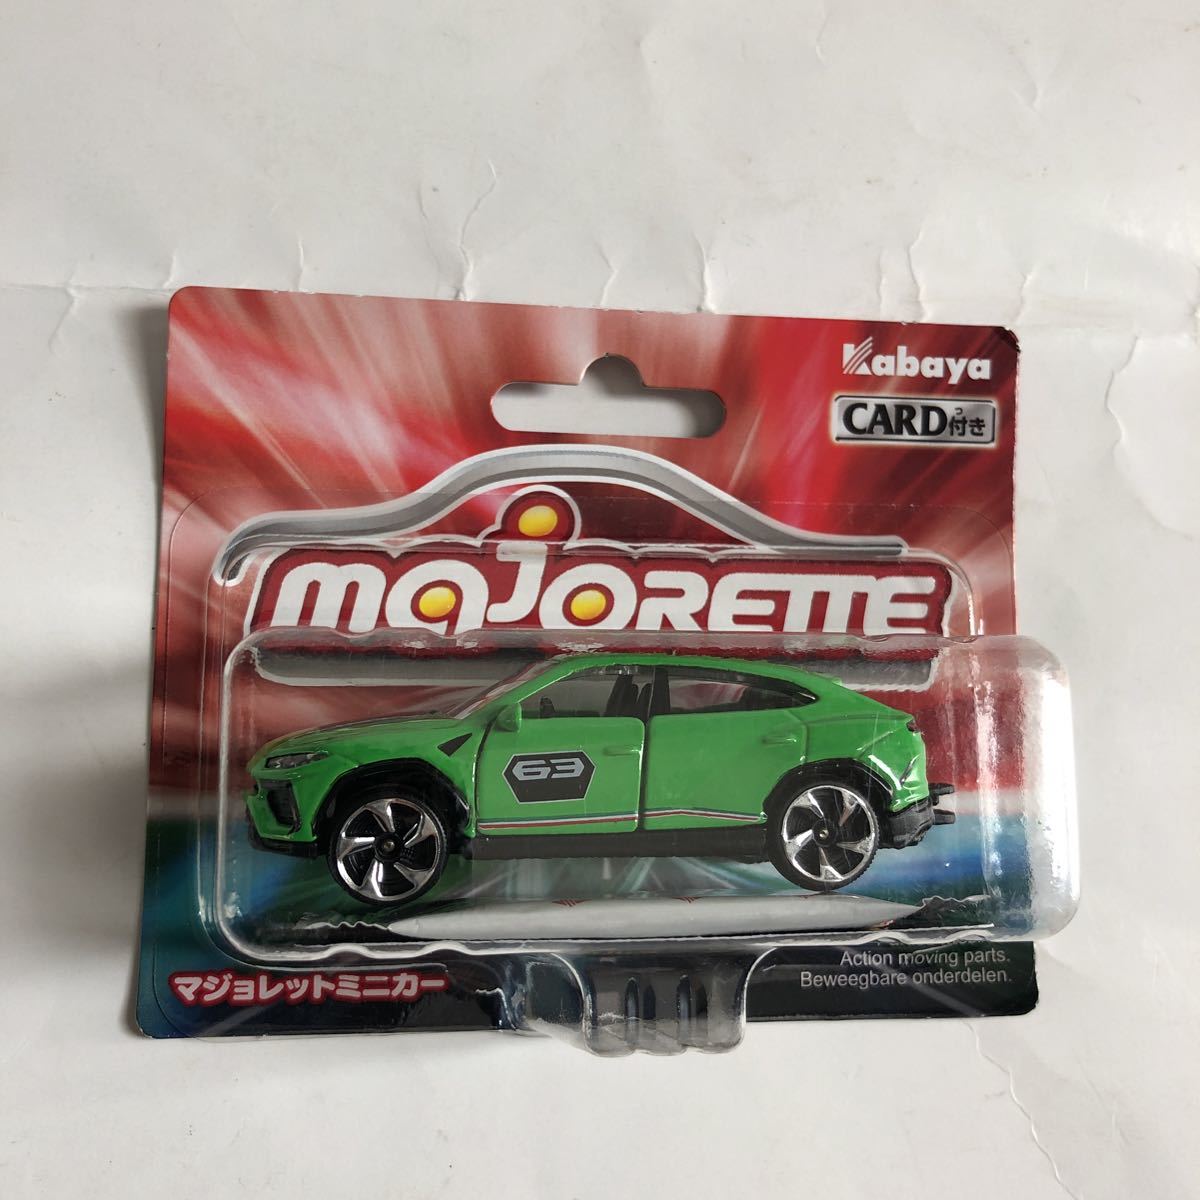 Kabaya
CARDっ付き
majORETTE
63
Action moving parts.
Beweegbare onderdelen.
マジョレットミニカー